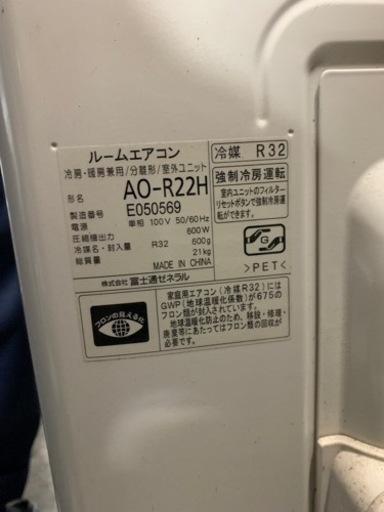 ルームエアコン
冷房・暖房兼用/分離形/室外ユニット
形名 AO-R22H
製造番号 E050569
電源 単相 100V 50/60Hz
圧縮機出力 600W
冷媒名・封入量 R32 600g
総質量 21kg
MADE IN CHINA
株式会社 富士通ゼネラル
冷媒 R32
強制冷房運転
室内ユニットのフィルター
リセットボタンで強制冷房運
転ができます。
G
>PET<
フロンの見える化
家庭用エアコン(冷媒R32)には
GWP(地球温暖化係数)が675の
フロン類が封入されています。
地球温暖化防止のため、移設・修理・
廃棄等にあたってはフロン類の回収が
必要です。